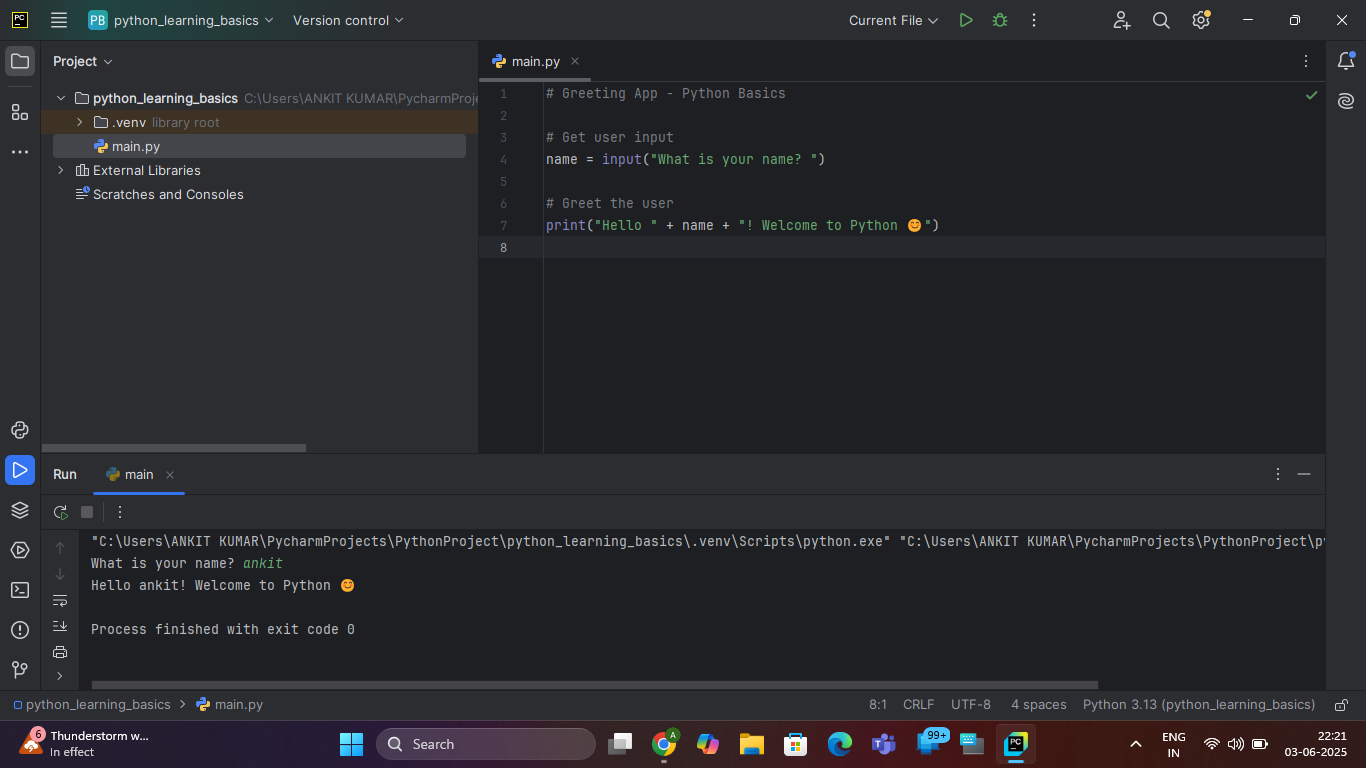 PC
PB python_learning_basics Version control
Current File
Project
python_learning_basics C:\Users\ANKIT KUMAR\PycharmProje
.venv library root
main.py
External Libraries
Scratches and Consoles
main.py
1 # Greeting App - Python Basics
2
3 # Get user input
4 name = input("What is your name? ")
5
6 # Greet the user
7 print("Hello " + name + "! Welcome to Python 😊")
8
Run main
"C:\Users\ANKIT KUMAR\PycharmProjects\PythonProject\python_learning_basics\.venv\Scripts\python.exe" "C:\Users\ANKIT KUMAR\PycharmProjects\PythonProject\py
What is your name? ankit
Hello ankit! Welcome to Python 😊
Process finished with exit code 0
python_learning_basics > main.py 8:1 CRLF UTF-8 4 spaces Python 3.13 (python_learning_basics)
6 Thunderstorm w...
In effect
Search
A
99+
PC
ENG
IN
22:21
03-06-2025